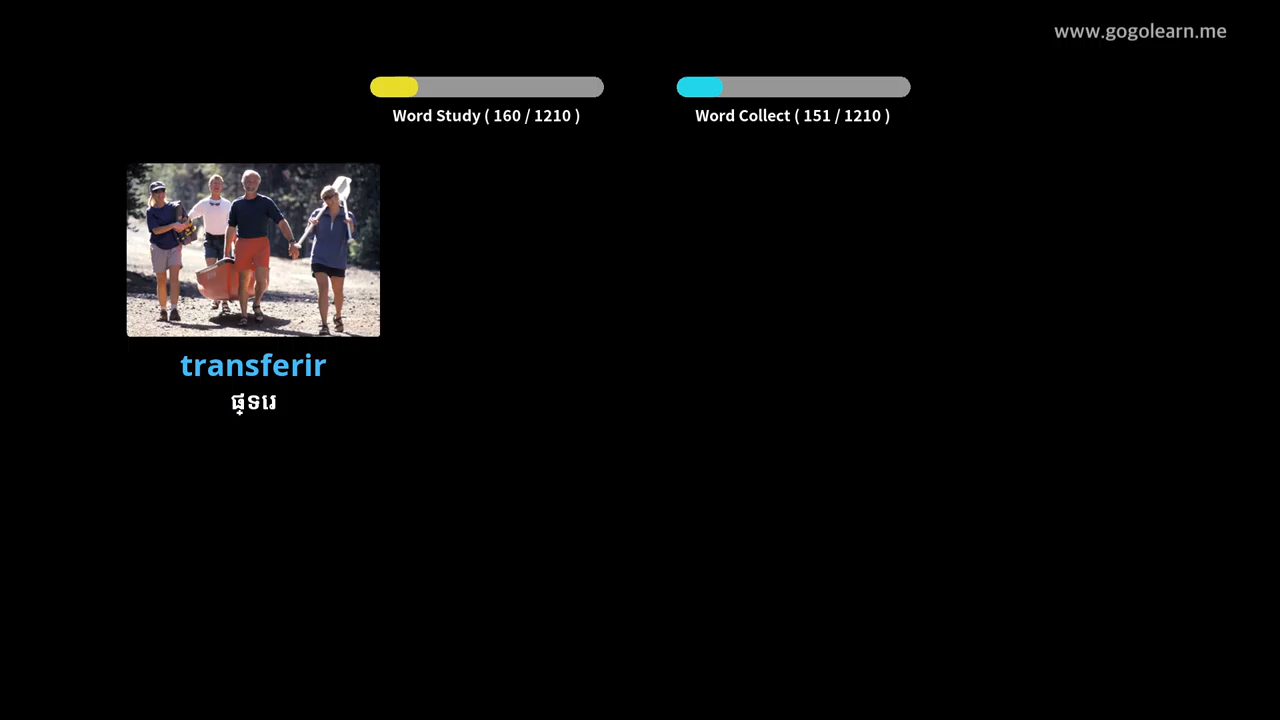 www.gogolearn.me
Word Study ( 160 / 1210 )
Word Collect ( 151 / 1210 )
transferir
ផ្ទេរ